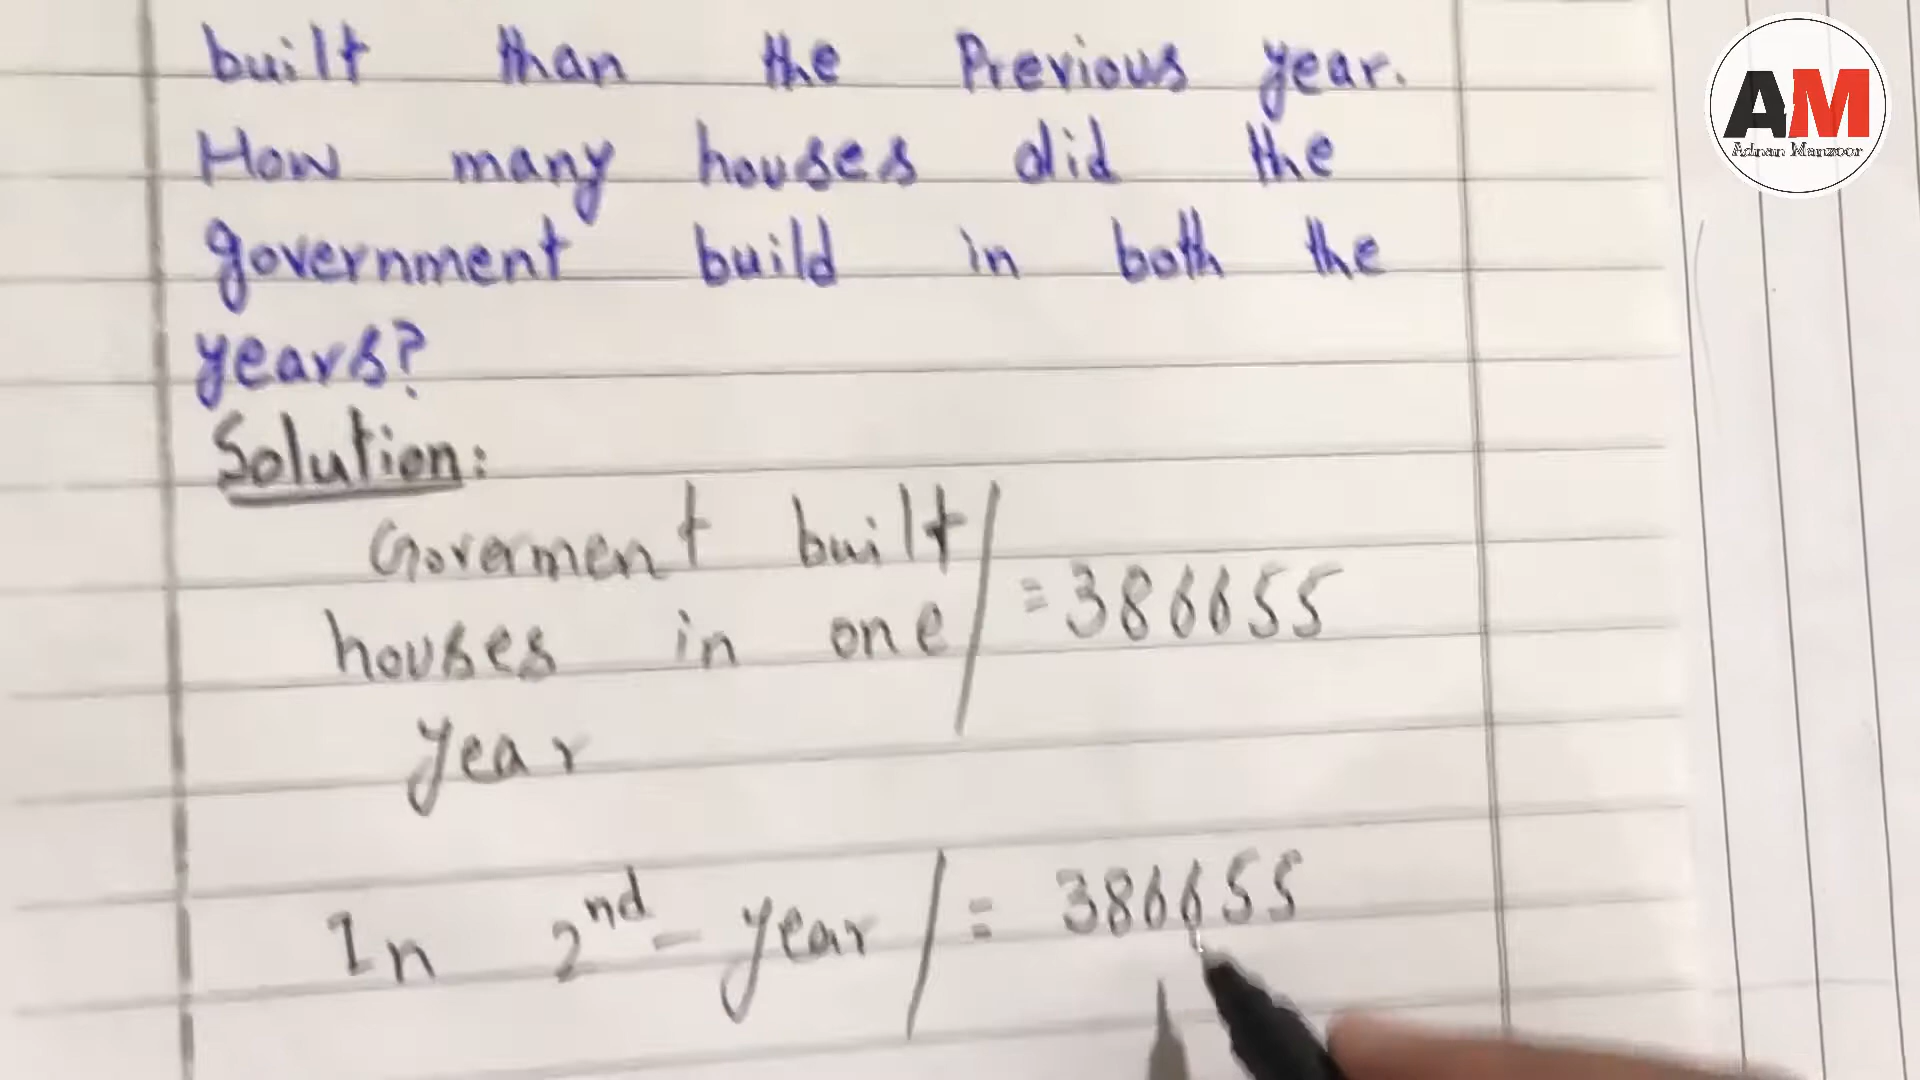 built than the Previous year.
How many houses did the
government build in both the
years?
Solution:
Goverment built
houses in one = 386655
year
In 2nd - year = 386655
AM
Adnan Manzoor